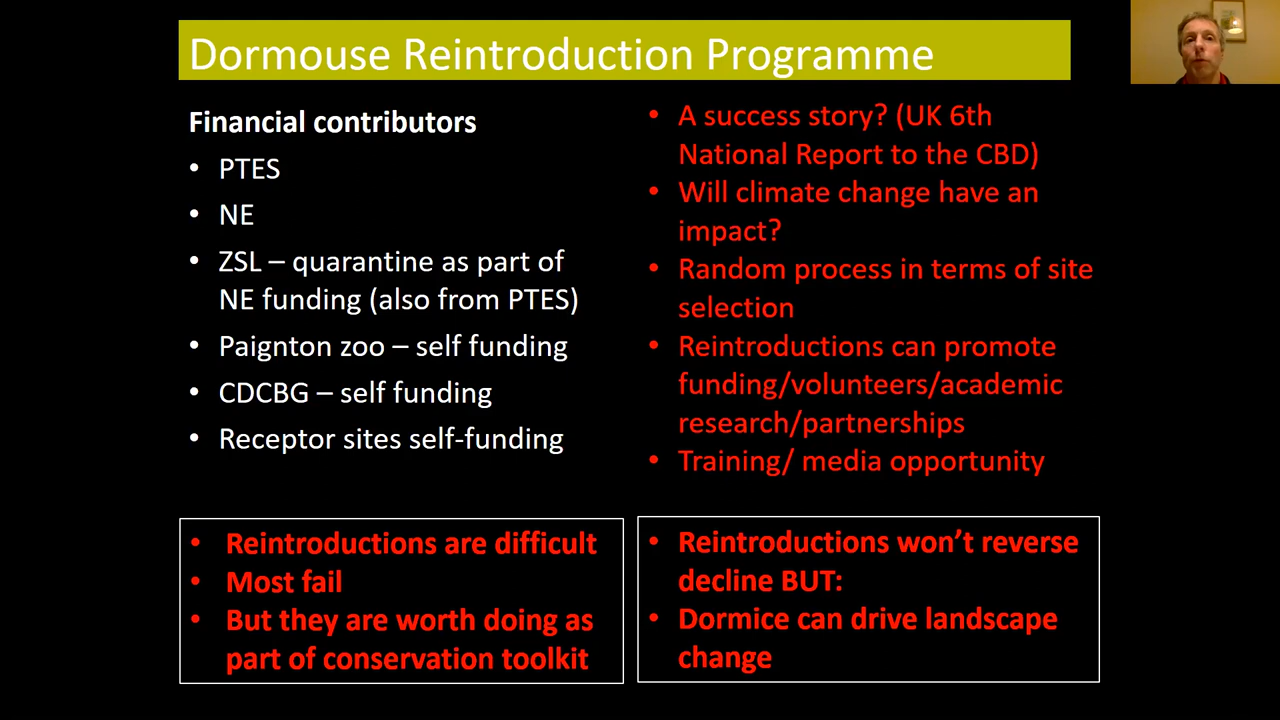 Dormouse Reintroduction Programme
Financial contributors
• PTES
• NE
• ZSL – quarantine as part of
NE funding (also from PTES)
• Paignton zoo – self funding
• CDCBG – self funding
• Receptor sites self-funding
• A success story? (UK 6th
National Report to the CBD)
• Will climate change have an
impact?
• Random process in terms of site
selection
• Reintroductions can promote
funding/volunteers/academic
research/partnerships
• Training/ media opportunity
• Reintroductions are difficult
• Most fail
• But they are worth doing as
part of conservation toolkit
• Reintroductions won’t reverse
decline BUT:
• Dormice can drive landscape
change